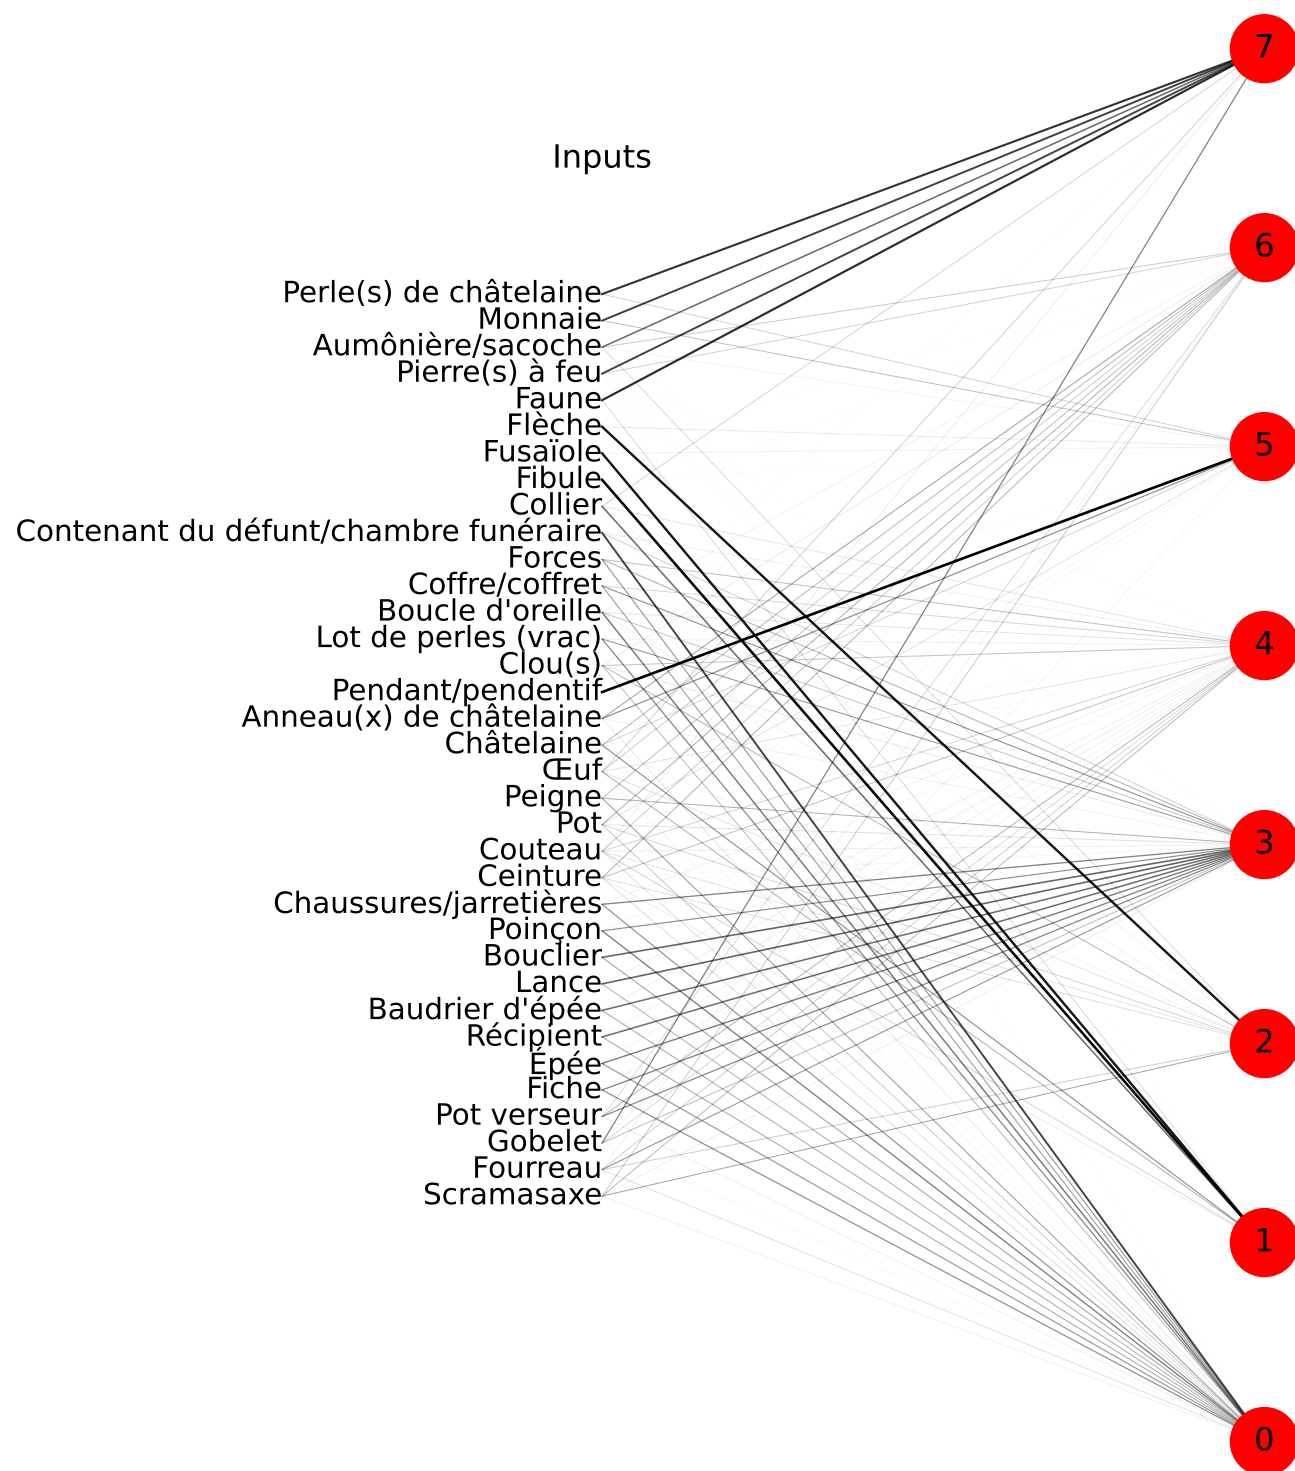 7
Inputs
6
Perle(s) de châtelaine
Monnaie
Aumônière/sacoche
Pierre(s) à feu
Faune
Flèche
5
Fusaïole
Fibule
Collier
Contenant du défunt/chambre funéraire
Forces
Coffre/coffret
Boucle d'oreille
Lot de perles (vrac)
4
Clou(s)
Pendant/pendentif
Anneau(x) de châtelaine
Châtelaine
Œuf
Peigne
Pot
3
Couteau
Ceinture
Chaussures/jarretières
Poinçon
Bouclier
Lance
Baudrier d'épée
Récipient
2
Épée
Fiche
Pot verseur
Gobelet
Fourreau
Scramasaxe
1
0